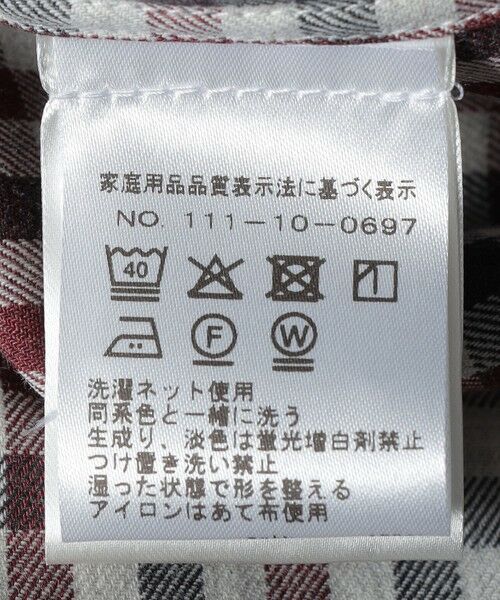 家庭用品品質表示法に基づく表示
NO. 111-10-0697
40
F W
洗濯ネット使用
同系色と一緒に洗う
生成り、淡色は蛍光増白剤禁止
つけ置き洗い禁止
湿った状態で形を整える
アイロンはあて布使用